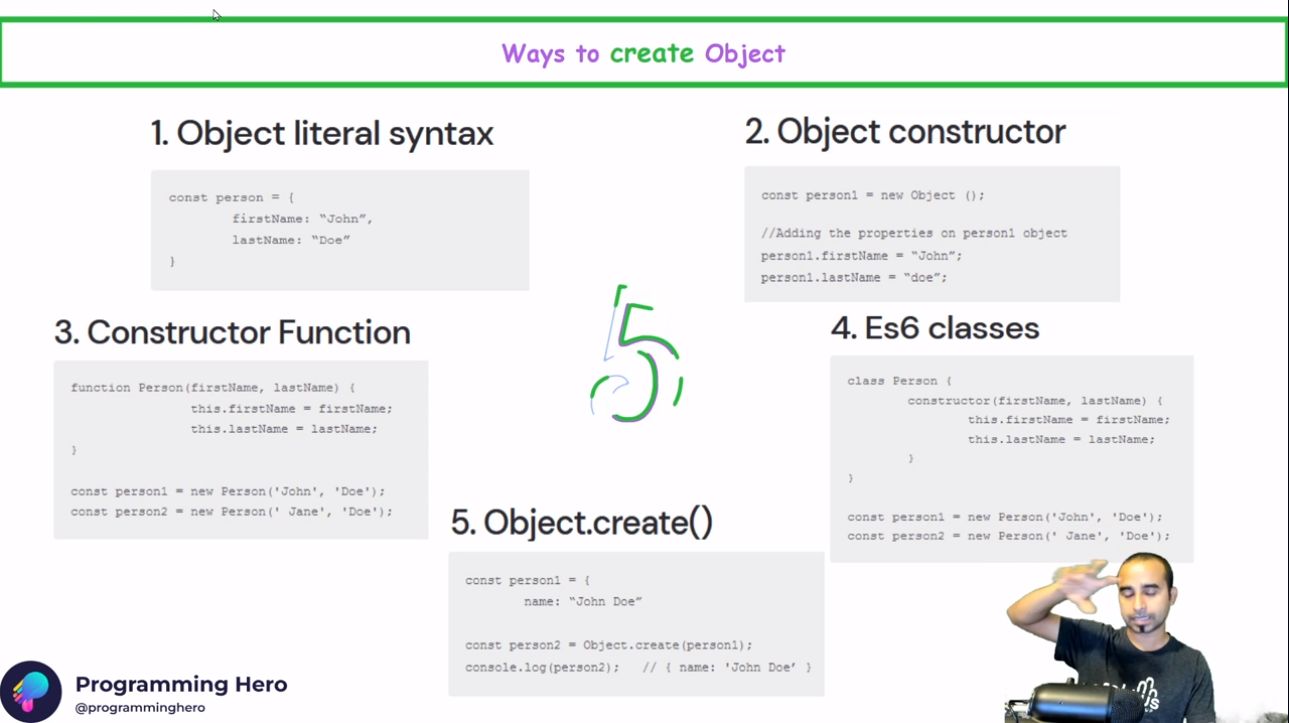 Ways to create Object
1. Object literal syntax
const person = {
firstName: “John”,
lastName: “Doe”
}
2. Object constructor
const person1 = new Object ();
//Adding the properties on person1 object
person1.firstName = “John”;
person1.lastName = “doe”;
3. Constructor Function
function Person(firstName, lastName) {
this.firstName = firstName;
this.lastName = lastName;
}
const person1 = new Person('John', 'Doe');
const person2 = new Person(' Jane', 'Doe');
5
4. Es6 classes
class Person {
constructor(firstName, lastName) {
this.firstName = firstName;
this.lastName = lastName;
}
}
const person1 = new Person('John', 'Doe');
const person2 = new Person(' Jane', 'Doe');
5. Object.create()
const person1 = {
name: “John Doe”
const person2 = Object.create(person1);
console.log(person2); // { name: 'John Doe’ }
Programming Hero
@programminghero